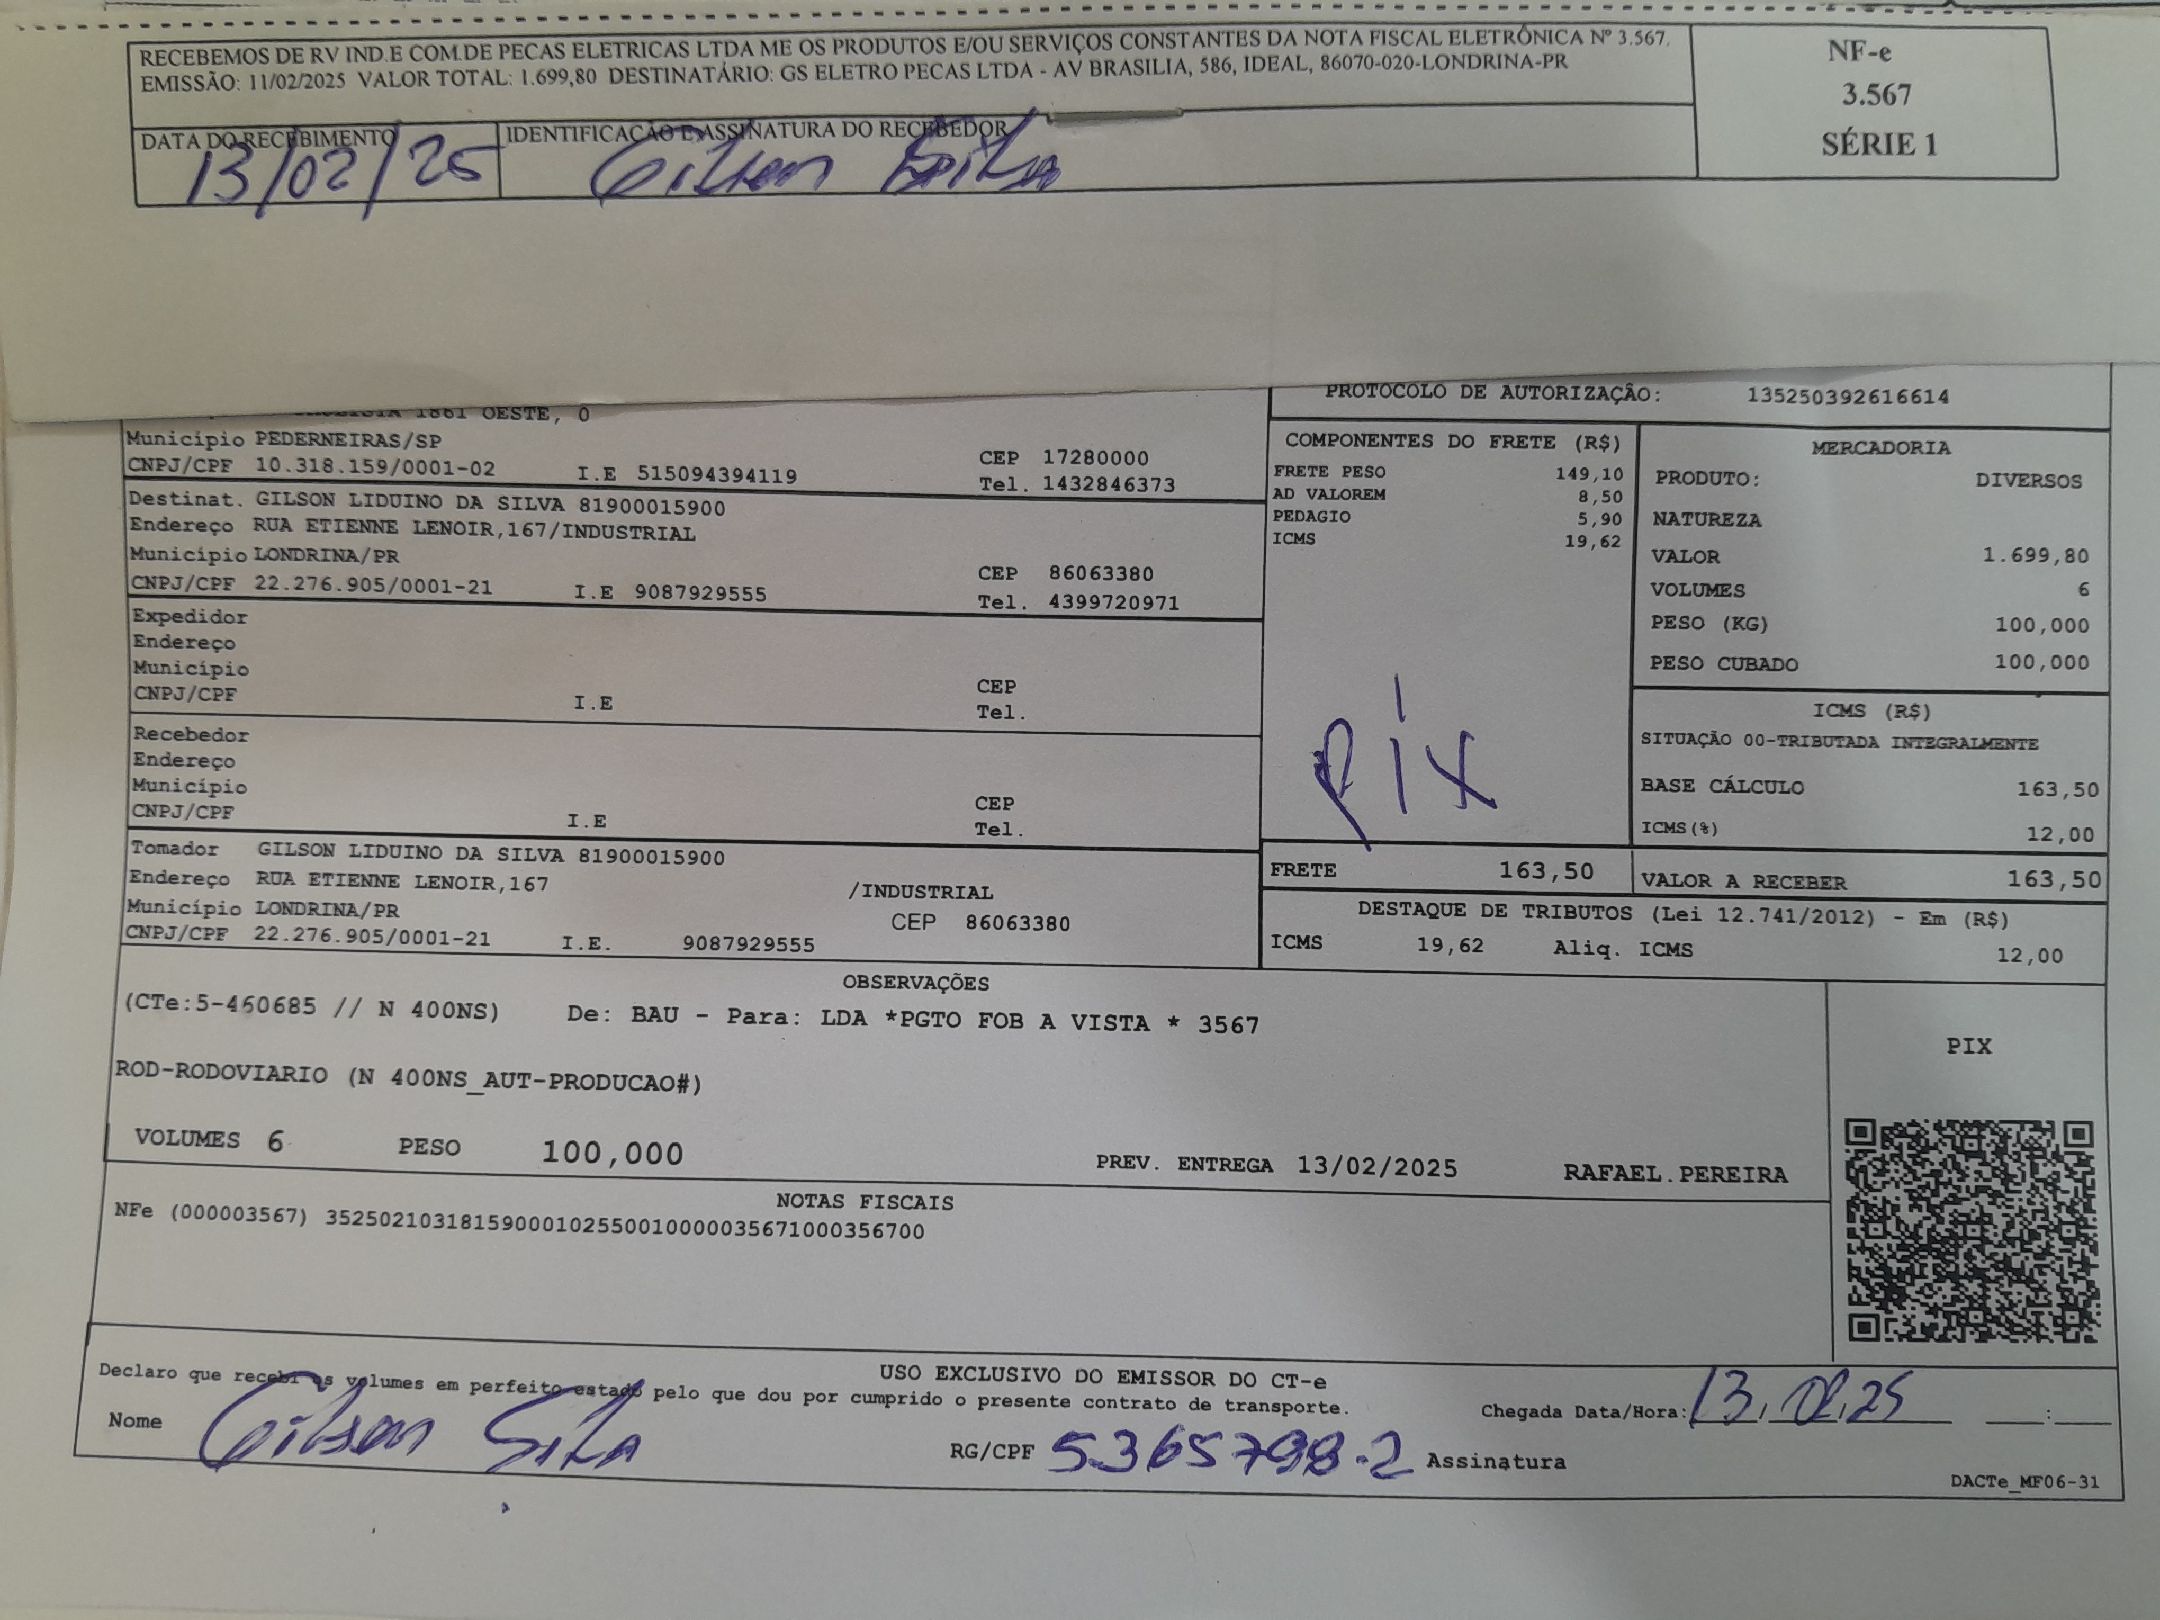 RECEBEMOS DE RV IND.E COM.DE PECAS ELETRICAS LTDA ME OS PRODUTOS E/OU SERVIÇOS CONSTANTES DA NOTA FISCAL ELETRÔNICA Nº 3.567.
EMISSÃO: 11/02/2025 VALOR TOTAL: 1.699,80 DESTINATÁRIO: GS ELETRO PECAS LTDA - AV BRASILIA, 586, IDEAL, 86070-020-LONDRINA-PR
NF-e
3.567
SÉRIE 1
DATA DO RECEBIMENTO
13/02/25
IDENTIFICAÇÃO E ASSINATURA DO RECEBEDOR
Gilson Silva
1861 OESTE, 0
Município PEDERNEIRAS/SP
CNPJ/CPF 10.318.159/0001-02 I.E 515094394119
CEP 17280000
Tel. 1432846373
Destinat. GILSON LIDUINO DA SILVA 81900015900
Endereço RUA ETIENNE LENOIR,167/INDUSTRIAL
Município LONDRINA/PR
CNPJ/CPF 22.276.905/0001-21 I.E 9087929555
CEP 86063380
Tel. 4399720971
Expedidor
Endereço
Município
CNPJ/CPF I.E
CEP
Tel.
Recebedor
Endereço
Município
CNPJ/CPF I.E
CEP
Tel.
Tomador GILSON LIDUINO DA SILVA 81900015900
Endereço RUA ETIENNE LENOIR,167 /INDUSTRIAL
Município LONDRINA/PR CEP 86063380
CNPJ/CPF 22.276.905/0001-21 I.E. 9087929555
PROTOCOLO DE AUTORIZAÇÃO: 135250392616614
COMPONENTES DO FRETE (R$)
FRETE PESO 149,10
AD VALOREM 8,50
PEDAGIO 5,90
ICMS 19,62
PIX
MERCADORIA
PRODUTO: DIVERSOS
NATUREZA
VALOR 1.699,80
VOLUMES 6
PESO (KG) 100,000
PESO CUBADO 100,000
ICMS (R$)
SITUAÇÃO 00-TRIBUTADA INTEGRALMENTE
BASE CÁLCULO 163,50
ICMS(%) 12,00
FRETE 163,50 VALOR A RECEBER 163,50
DESTAQUE DE TRIBUTOS (Lei 12.741/2012) - Em (R$)
ICMS 19,62 Aliq. ICMS 12,00
OBSERVAÇÕES
(CTe:5-460685 // N 400NS) De: BAU - Para: LDA *PGTO FOB A VISTA * 3567
ROD-RODOVIARIO (N 400NS_AUT-PRODUCAO#)
VOLUMES 6 PESO 100,000 PREV. ENTREGA 13/02/2025 RAFAEL.PEREIRA
PIX
NOTAS FISCAIS
NFe (000003567) 35250210318159000102550010000035671000356700
USO EXCLUSIVO DO EMISSOR DO CT-e
Declaro que recebi os volumes em perfeito estado pelo que dou por cumprido o presente contrato de transporte.
Chegada Data/Hora: 13.02.25 :
Nome Gilson Silva RG/CPF 5365798-2 Assinatura
DACTe_MF06-31